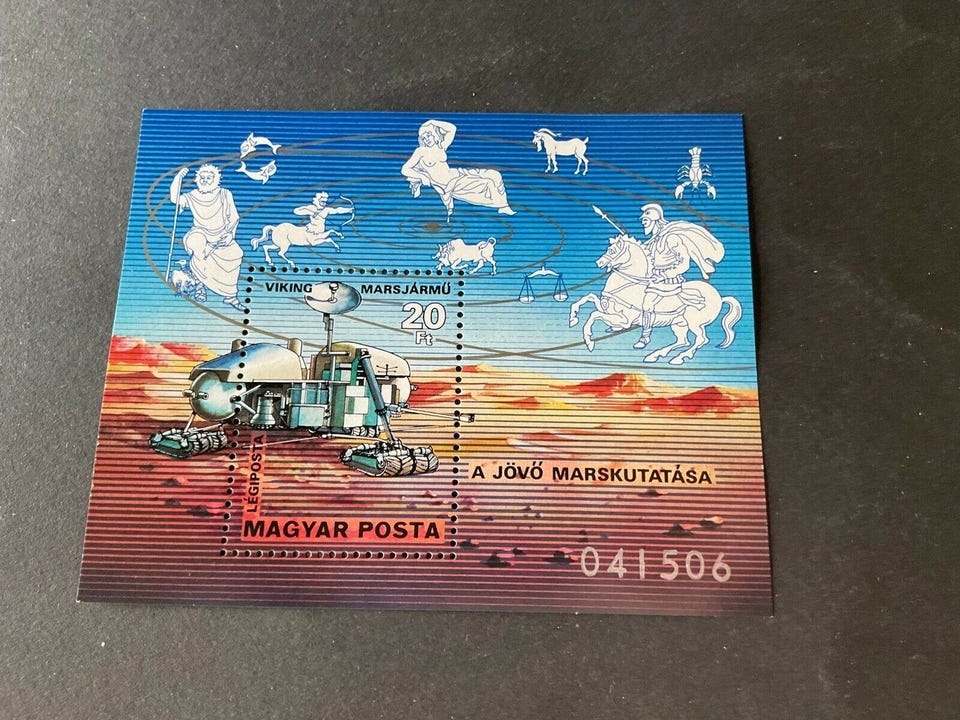 VIKING MARSJÁRMŰ
20
Ft
LÉGIPOSTA
A JÖVŐ MARSKUTATÁSA
MAGYAR POSTA
041506